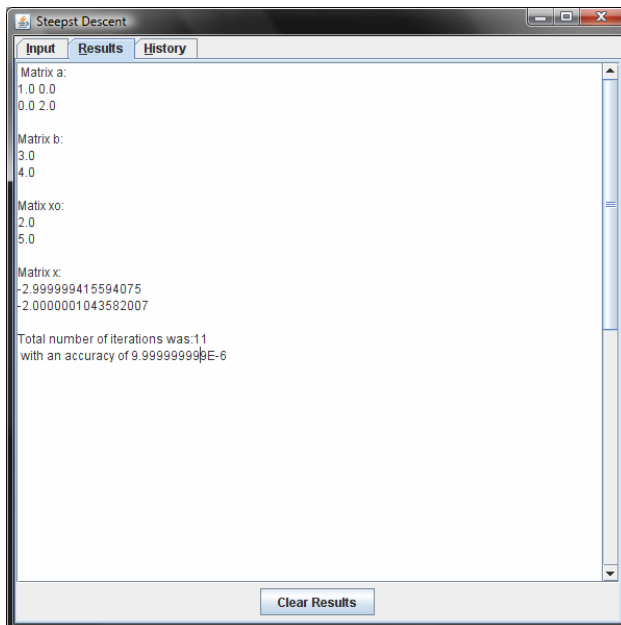 Steepst Descent
Input Results History
Matrix a:
1.0 0.0
0.0 2.0
Matrix b:
3.0
4.0
Matix xo:
2.0
5.0
Matrix x:
-2.999999415594075
-2.0000001043582007
Total number of iterations was:11
with an accuracy of 9.999999999E-6
Clear Results